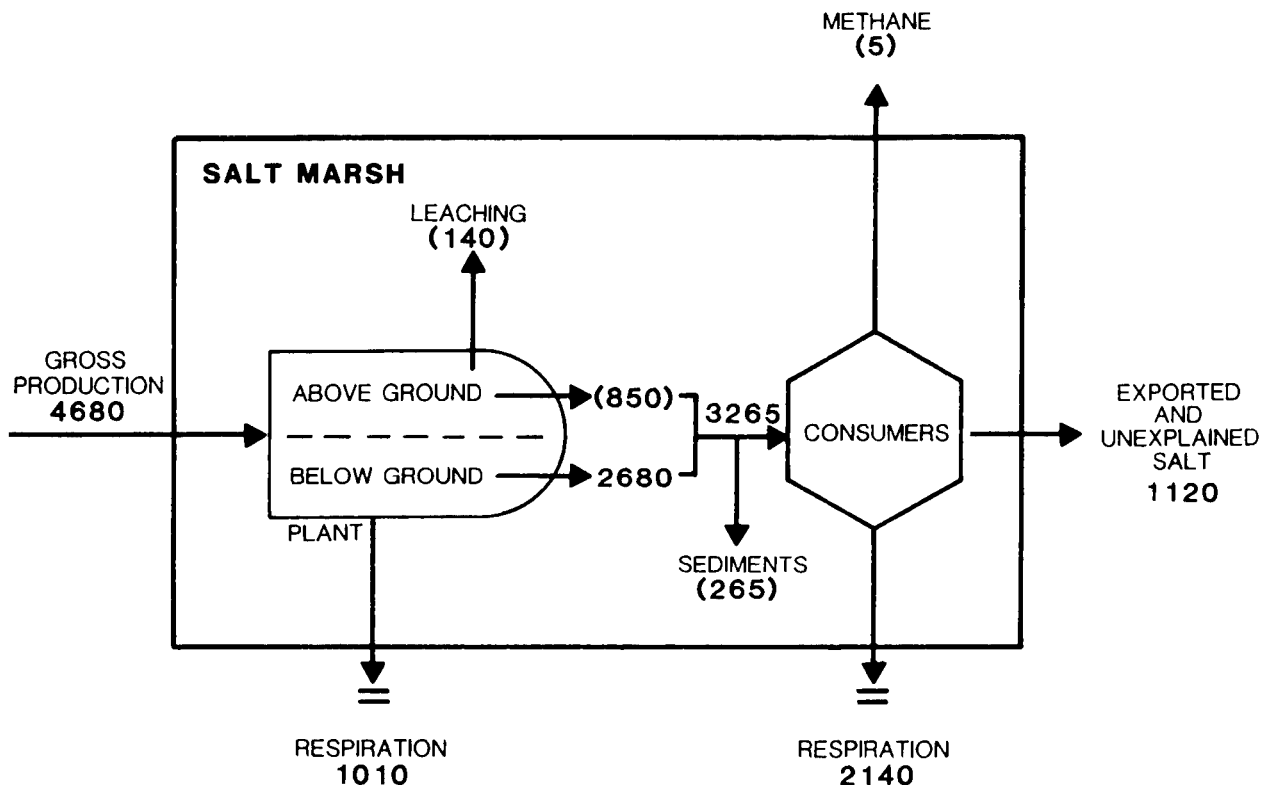 METHANE
(5)
SALT MARSH
LEACHING
(140)
GROSS
PRODUCTION
4680
ABOVE GROUND
(850)
3265
CONSUMERS
EXPORTED
AND
UNEXPLAINED
SALT
1120
BELOW GROUND
2680
PLANT
SEDIMENTS
(265)
RESPIRATION
1010
RESPIRATION
2140